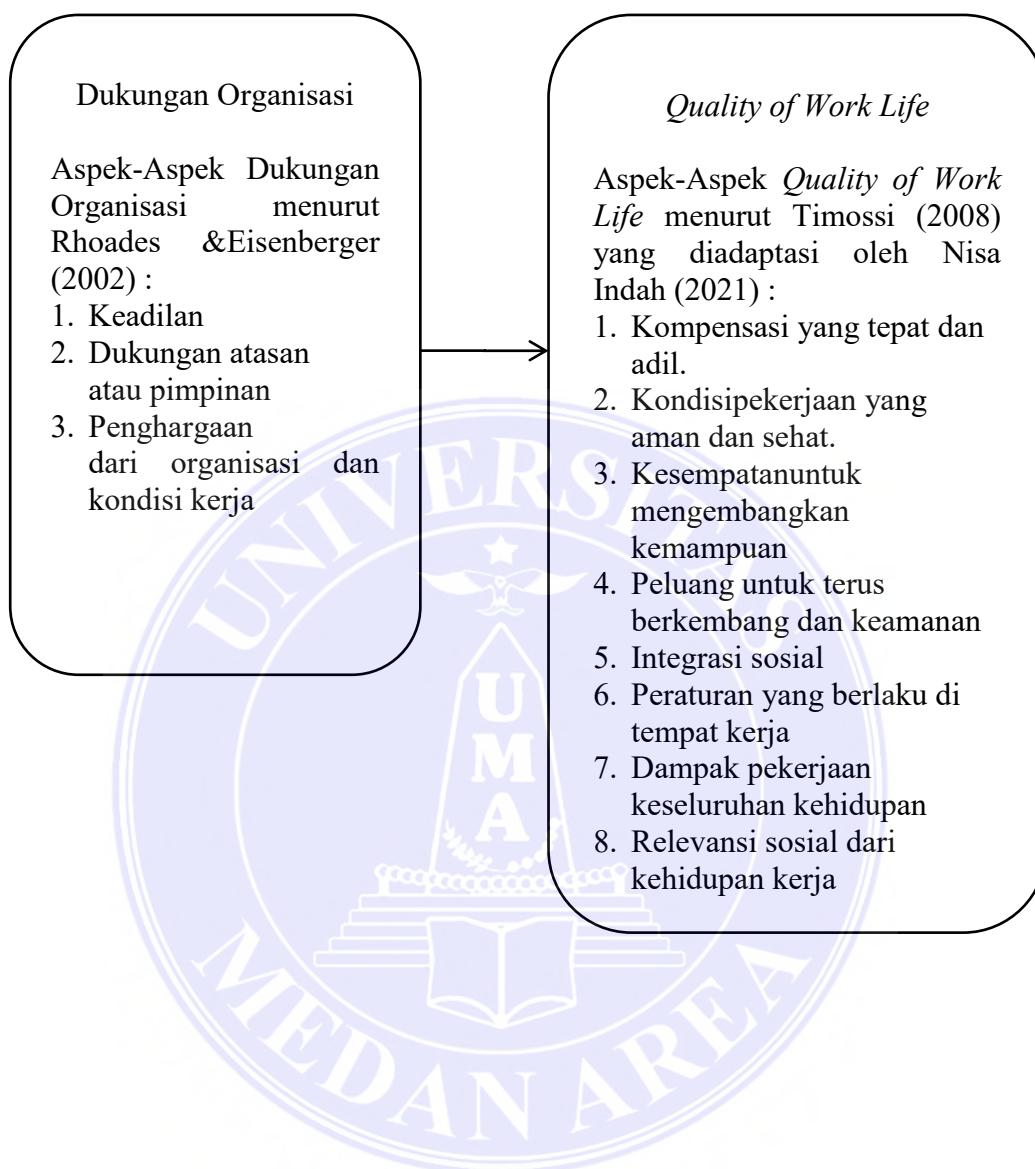 Dukungan Organisasi
Aspek-Aspek Dukungan
Organisasi menurut
Rhoades &Eisenberger
(2002) :
1. Keadilan
2. Dukungan atasan
atau pimpinan
3. Penghargaan
dari organisasi dan
kondisi kerja
Quality of Work Life
Aspek-Aspek Quality of Work
Life menurut Timossi (2008)
yang diadaptasi oleh Nisa
Indah (2021) :
1. Kompensasi yang tepat dan
adil.
2. Kondisipekerjaan yang
aman dan sehat.
3. Kesempatanuntuk
mengembangkan
kemampuan
4. Peluang untuk terus
berkembang dan keamanan
5. Integrasi sosial
6. Peraturan yang berlaku di
tempat kerja
7. Dampak pekerjaan
keseluruhan kehidupan
8. Relevansi sosial dari
kehidupan kerja
UNIVERSITAS
UMA
MEDAN AREA